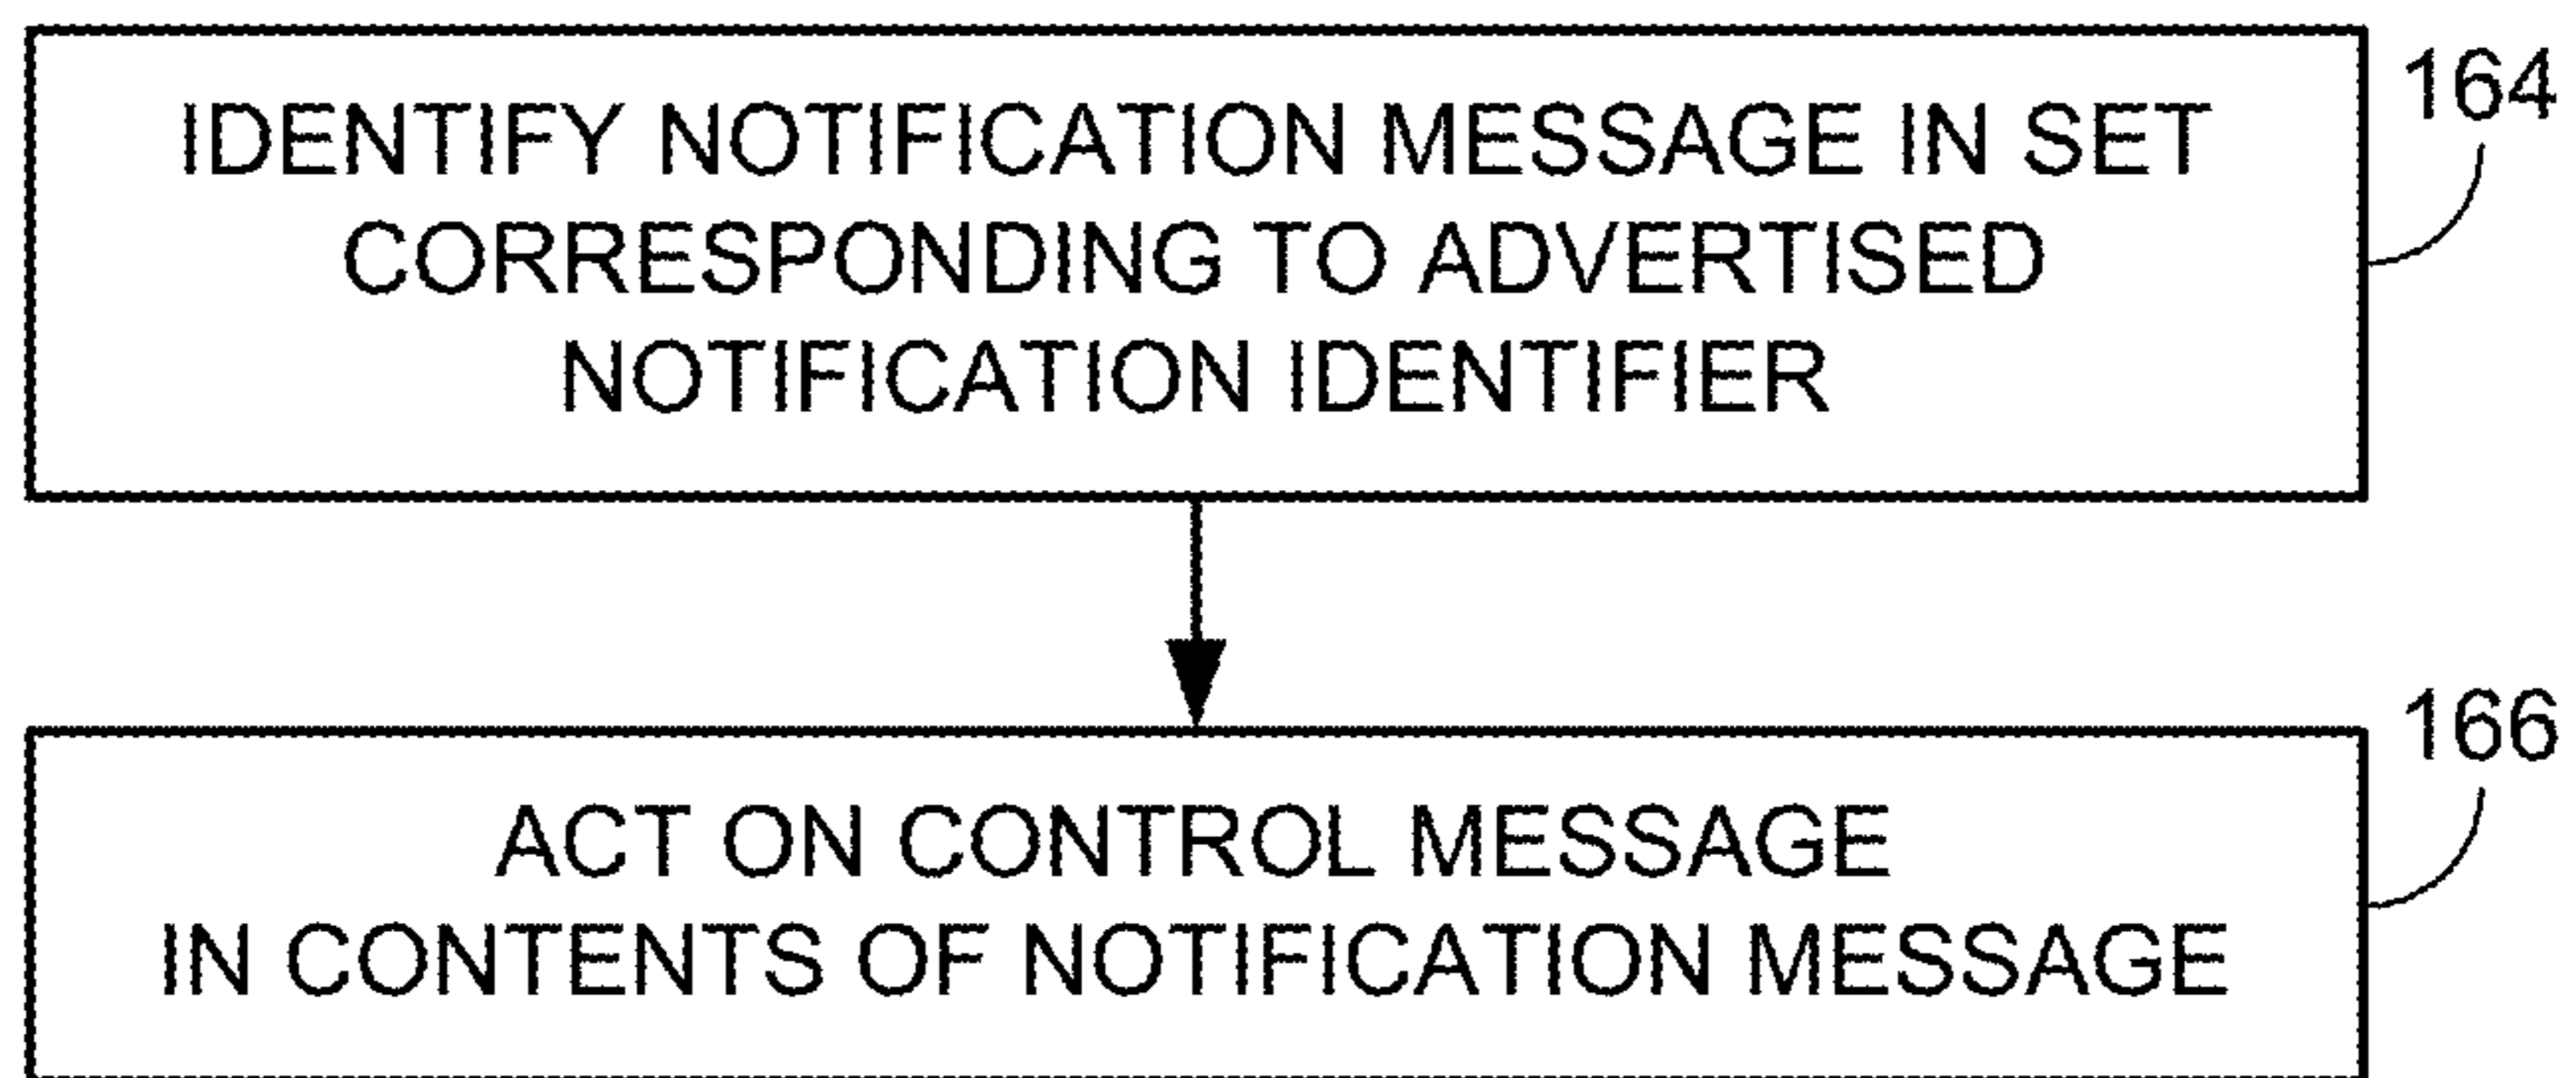 IDENTIFY NOTIFICATION MESSAGE IN SET
CORRESPONDING TO ADVERTISED
NOTIFICATION IDENTIFIER
164
ACT ON CONTROL MESSAGE
IN CONTENTS OF NOTIFICATION MESSAGE
166